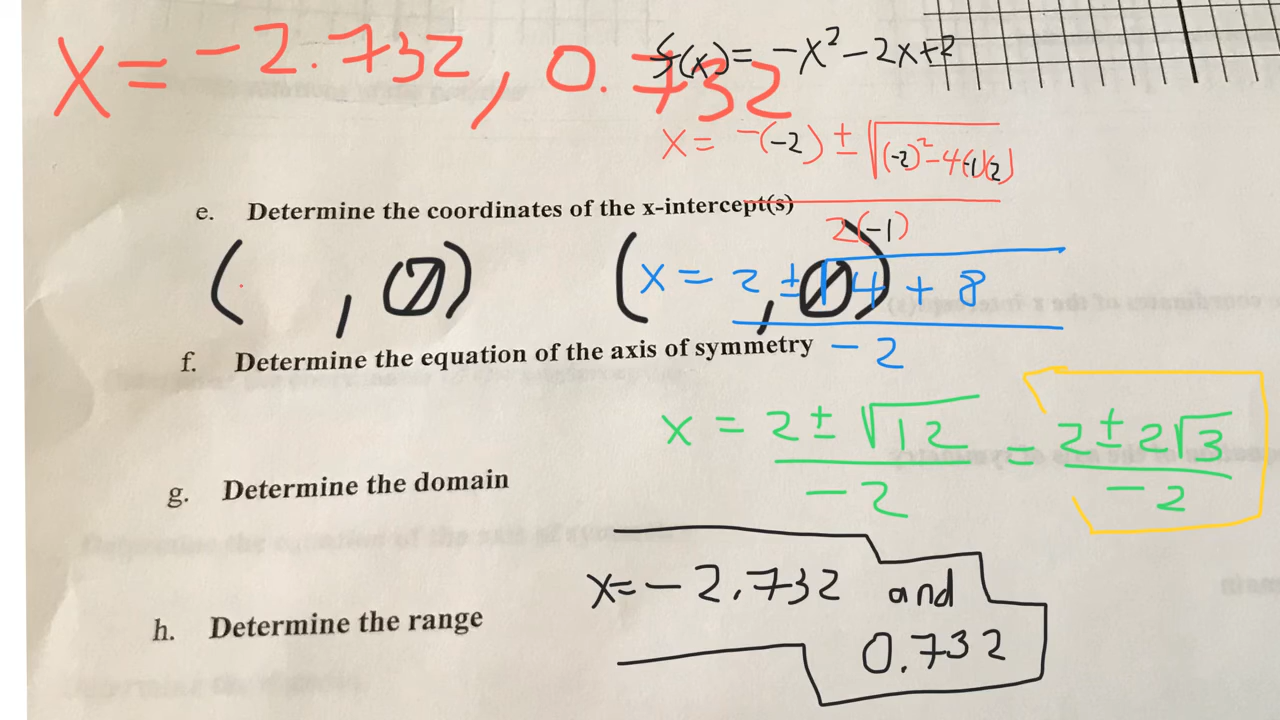 x = -2.732, 0.732
f(x) = -x² - 2x + 2
x = -(-2) ± √(-2)² - 4(-1)(2)
2(-1)
e. Determine the coordinates of the x-intercept(s)
( , 0) ( , 0)
x = 2 ± √4 + 8
-2
f. Determine the equation of the axis of symmetry
x = 2 ± √12 = 2 ± 2√3
-2 -2
g. Determine the domain
x = -2.732 and
0.732
h. Determine the range